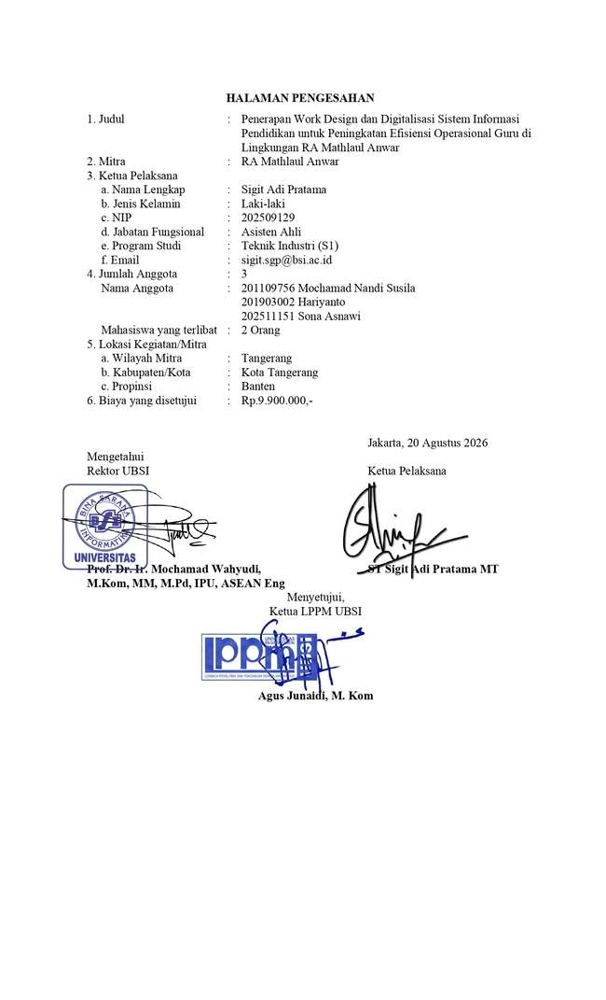 HALAMAN PENGESAHAN
1. Judul : Penerapan Work Design dan Digitalisasi Sistem Informasi
Pendidikan untuk Peningkatan Efisiensi Operasional Guru di
Lingkungan RA Mathlaul Anwar
2. Mitra : RA Mathlaul Anwar
3. Ketua Pelaksana
a. Nama Lengkap : Sigit Adi Pratama
b. Jenis Kelamin : Laki-laki
c. NIP : 202509129
d. Jabatan Fungsional : Asisten Ahli
e. Program Studi : Teknik Industri (S1)
f. Email : sigit.sgp@bsi.ac.id
4. Jumlah Anggota : 3
Nama Anggota : 201109756 Mochamad Nandi Susila
201903002 Hariyanto
202511151 Sona Asnawi
Mahasiswa yang terlibat : 2 Orang
5. Lokasi Kegiatan/Mitra
a. Wilayah Mitra : Tangerang
b. Kabupaten/Kota : Kota Tangerang
c. Propinsi : Banten
6. Biaya yang disetujui : Rp.9.900.000,-
Jakarta, 20 Agustus 2026
Mengetahui
Rektor UBSI Ketua Pelaksana
BINA SARANA
BSI
INFORMATIKA
UNIVERSITAS
Prof. Dr. Ir. Mochamad Wahyudi, ST Sigit Adi Pratama MT
M.Kom, MM, M.Pd, IPU, ASEAN Eng
Menyetujui,
Ketua LPPM UBSI
lppm
Agus Junaidi, M. Kom